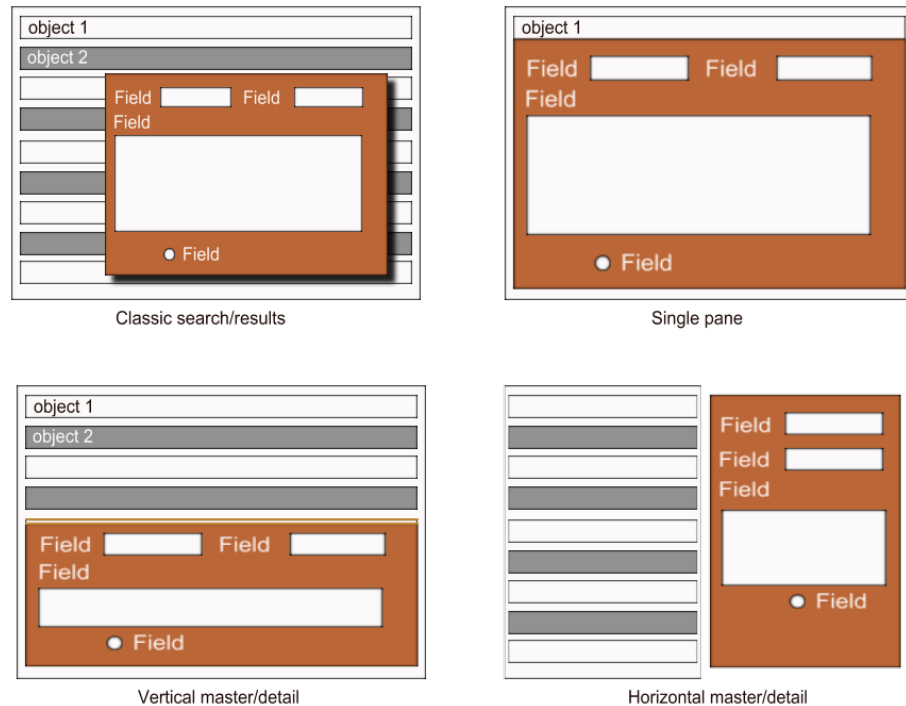 object 1
object 2
Field Field
Field
Field
Classic search/results
object 1
Field Field
Field
Field
Single pane
object 1
object 2
Field Field
Field
Field
Vertical master/detail
Field
Field
Field
Field
Horizontal master/detail